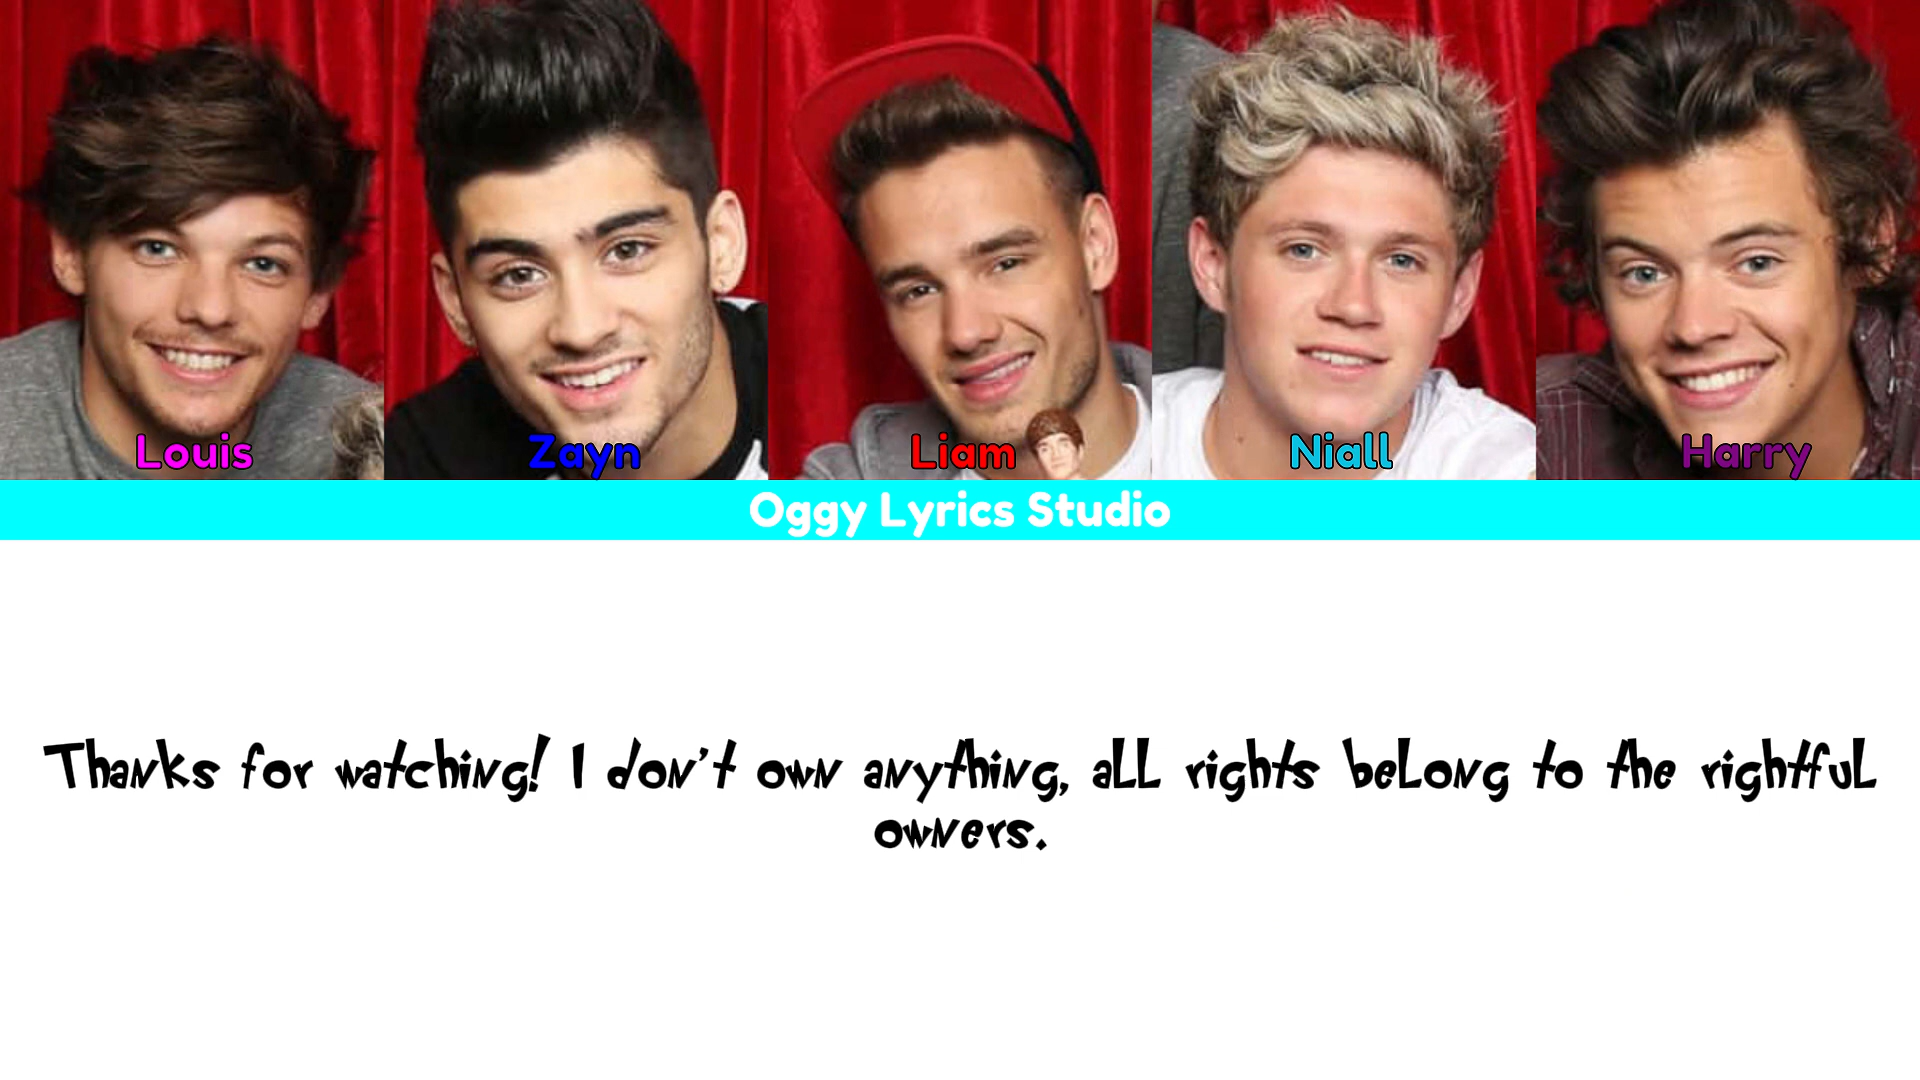 Louis
Zayn
Liam
Niall
Harry
Oggy Lyrics Studio
Thanks for watching! I don't own anything, all rights belong to the rightful
owners.